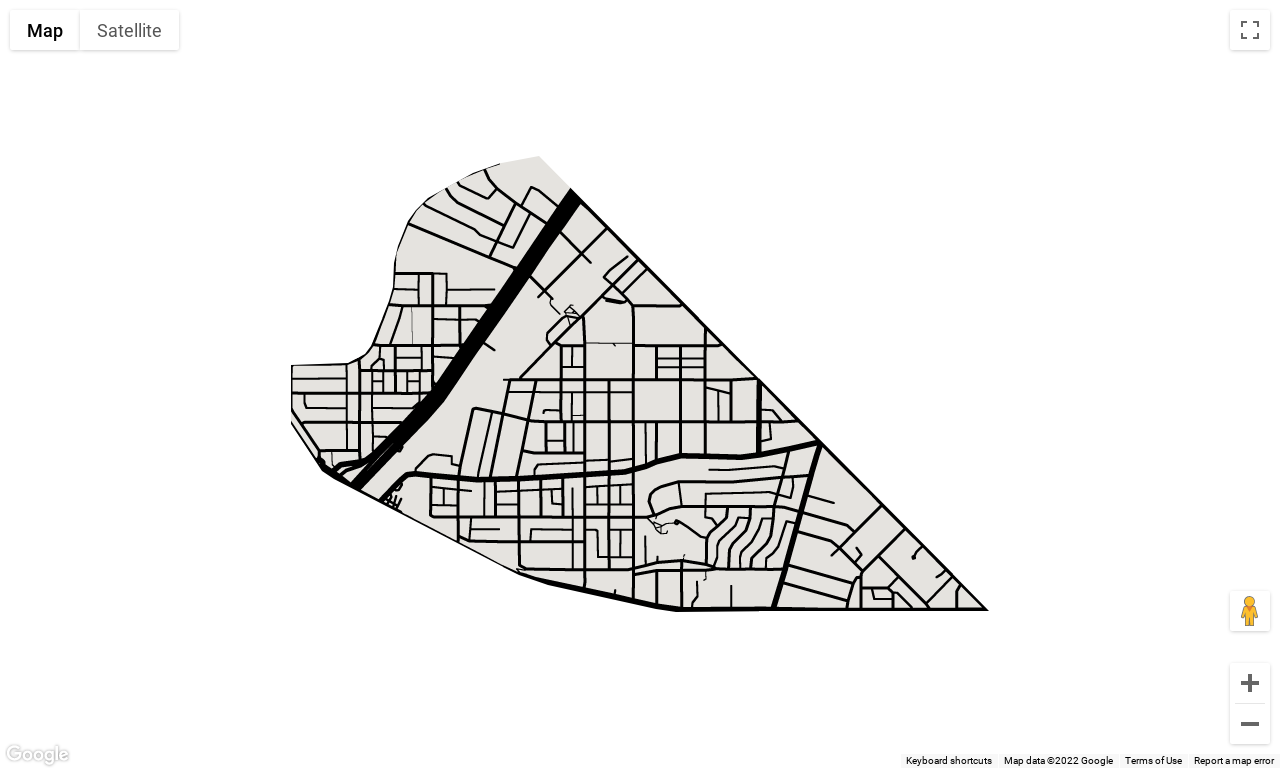 Map
Satellite
Google
Keyboard shortcuts
Map data ©2022 Google
Terms of Use
Report a map error